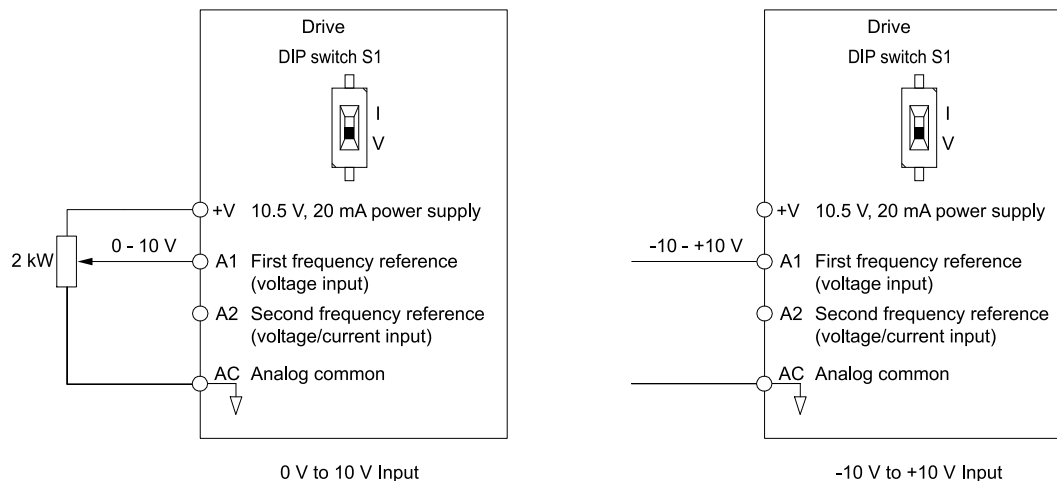 Drive
DIP switch S1
I
V
+V 10.5 V, 20 mA power supply
0 - 10 V
2 kW
A1 First frequency reference
(voltage input)
A2 Second frequency reference
(voltage/current input)
AC Analog common
0 V to 10 V Input
Drive
DIP switch S1
I
V
+V 10.5 V, 20 mA power supply
-10 - +10 V
A1 First frequency reference
(voltage input)
A2 Second frequency reference
(voltage/current input)
AC Analog common
-10 V to +10 V Input